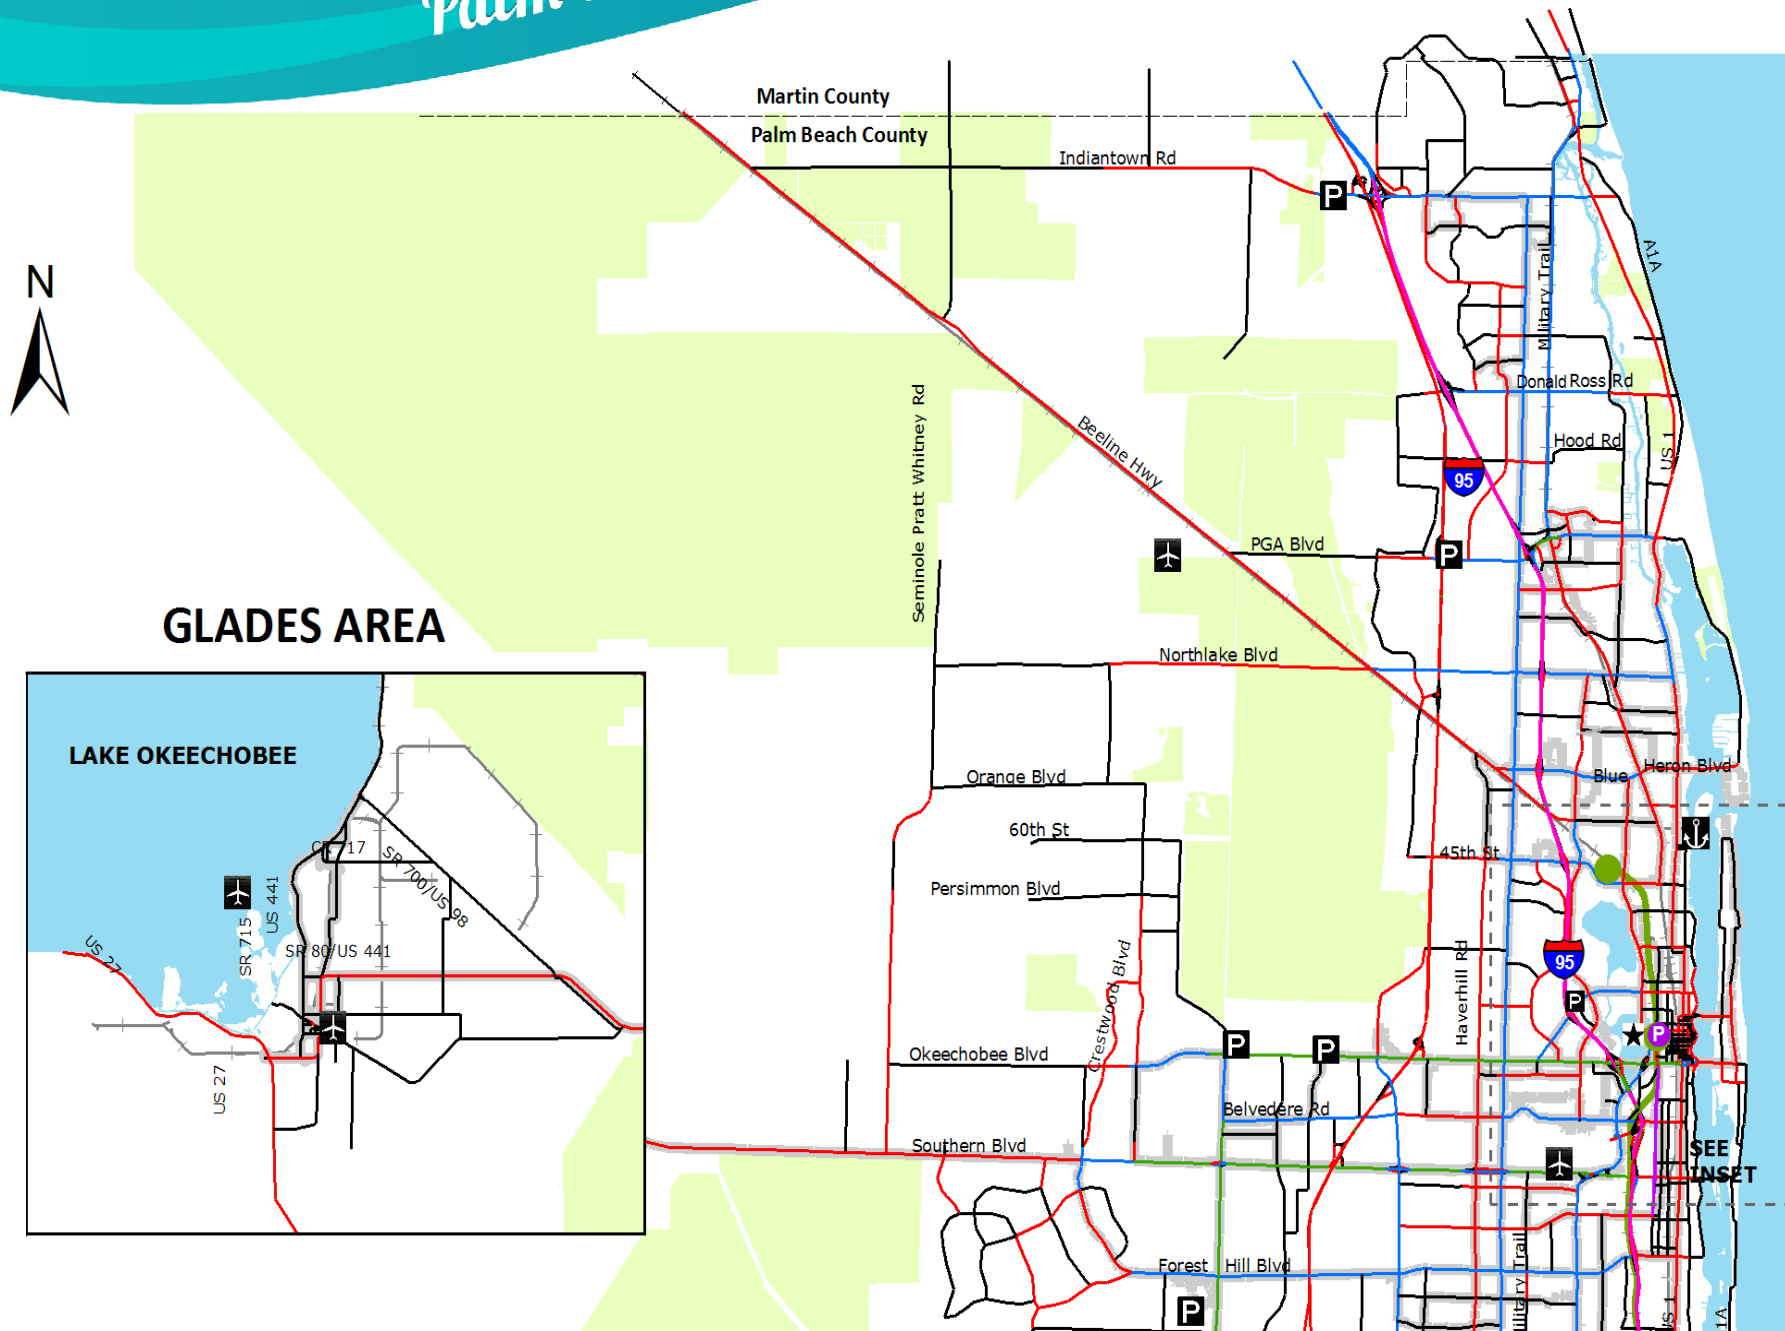 Palm
Martin County
Palm Beach County
Indiantown Rd
P
N
A1A
Military Trail
Donald Ross Rd
Seminole Pratt Whitney Rd
Beeline Hwy
Hood Rd
US 1
95
PGA Blvd
P
GLADES AREA
Northlake Blvd
LAKE OKEECHOBEE
Orange Blvd
Blue Heron Blvd
60th St
45th St
SR 700/US 98
Persimmon Blvd
US 441
SR 715
SR 80/US 441
US 27
Crestwood Blvd
Haverhill Rd
95
P
P
P
P
Okeechobee Blvd
US 27
Belvedere Rd
Southern Blvd
SEE
INSET
Forest Hill Blvd
Military Trail
US 1
P